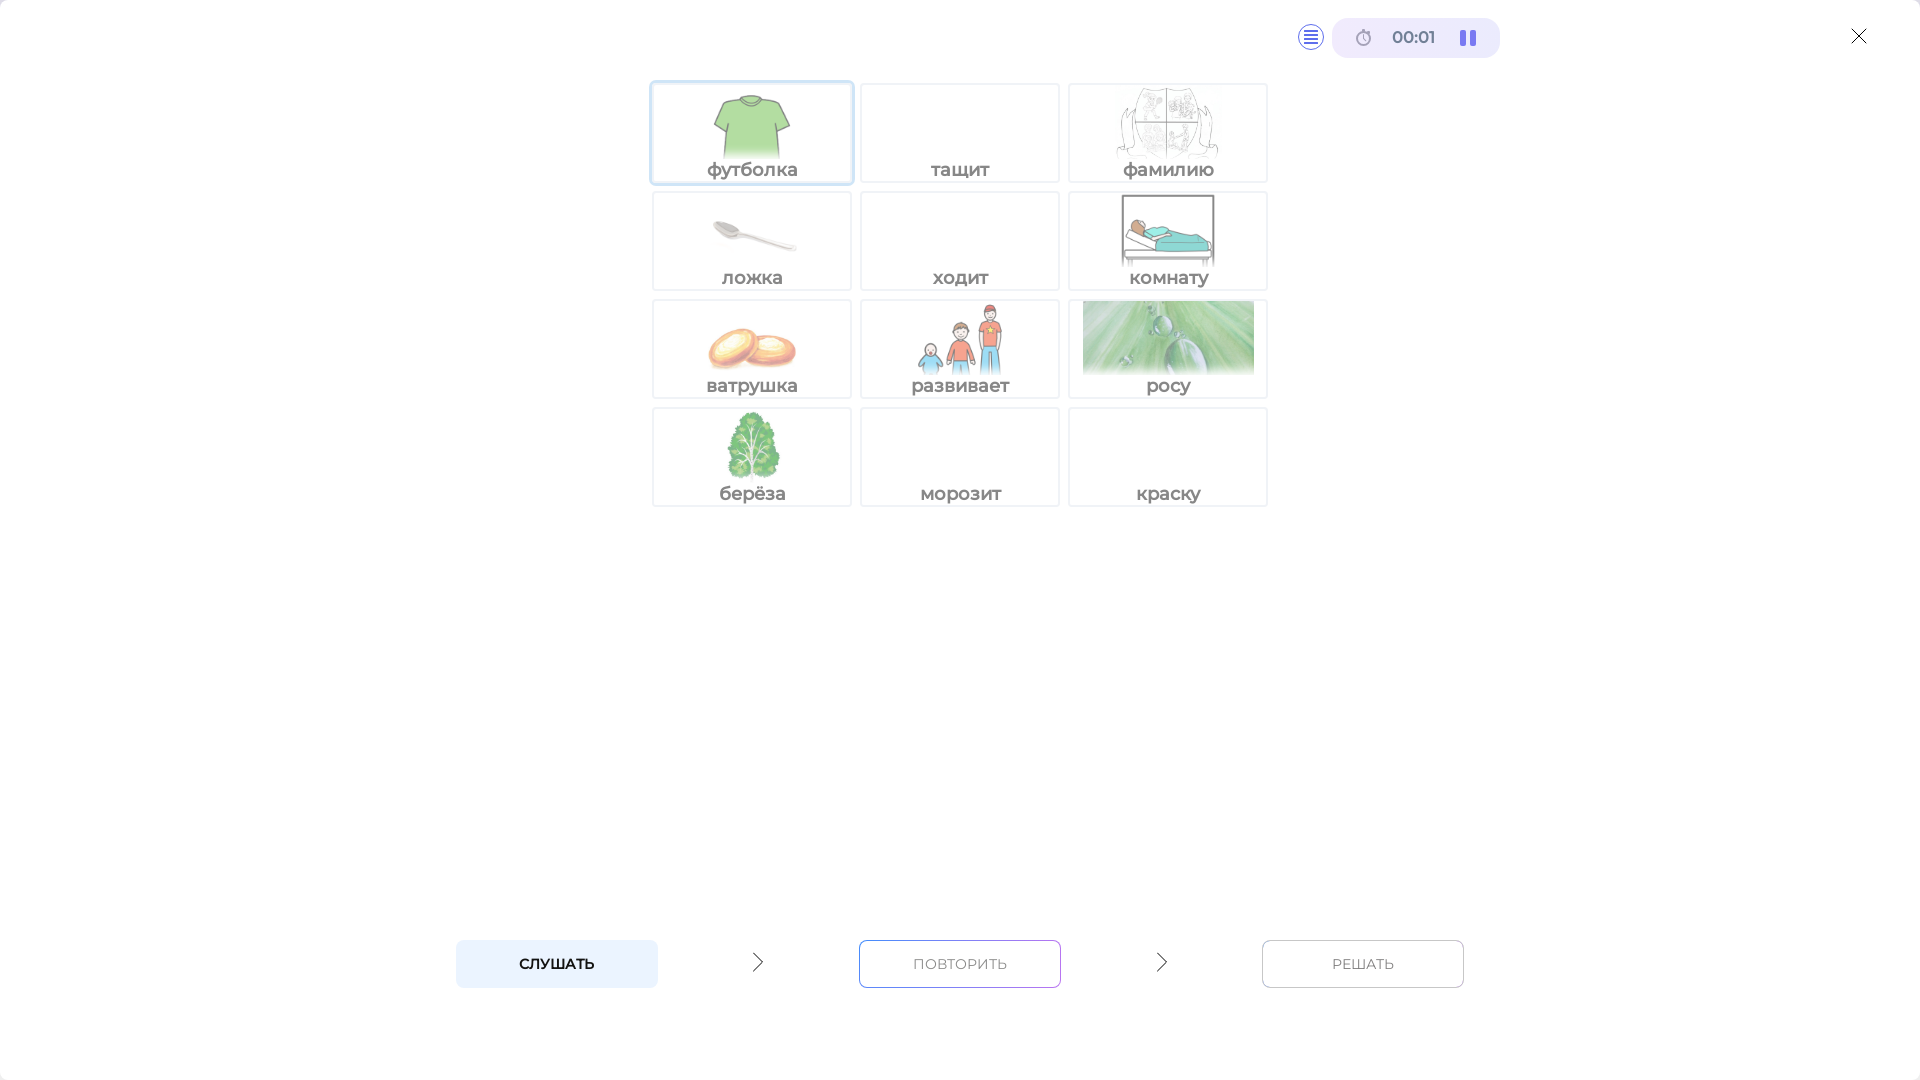 00:01
футболка тащит фамилию
ложка ходит комнату
ватрушка развивает росу
берёза морозит краску
СЛУШАТЬ ПОВТОРИТЬ РЕШАТЬ